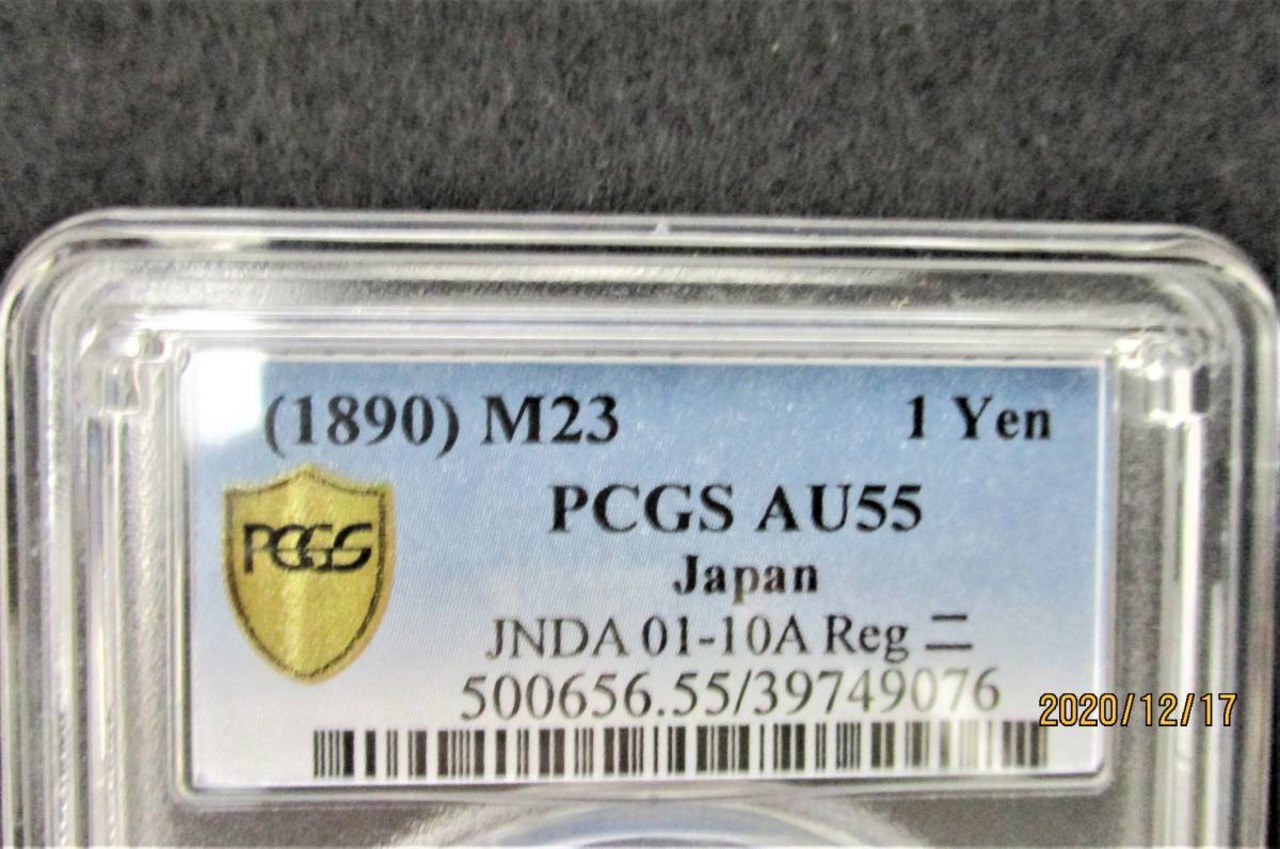 (1890) M23 1 Yen
PCGS
PCGS AU55
Japan
JNDA 01-10A Reg 二
500656.55/39749076
2020/12/17